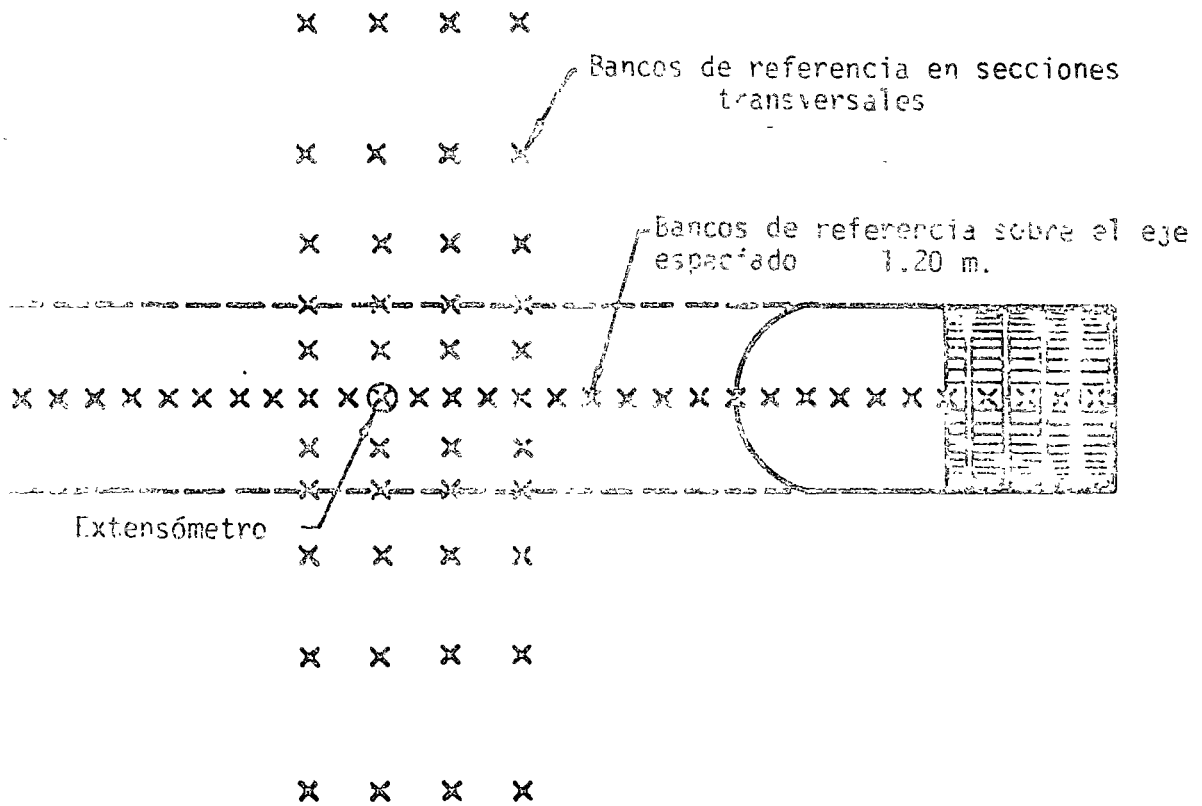 Bancos de referencia en secciones
transversales
Bancos de referencia sobre el eje
espaciado 1.20 m.
Extensómetro